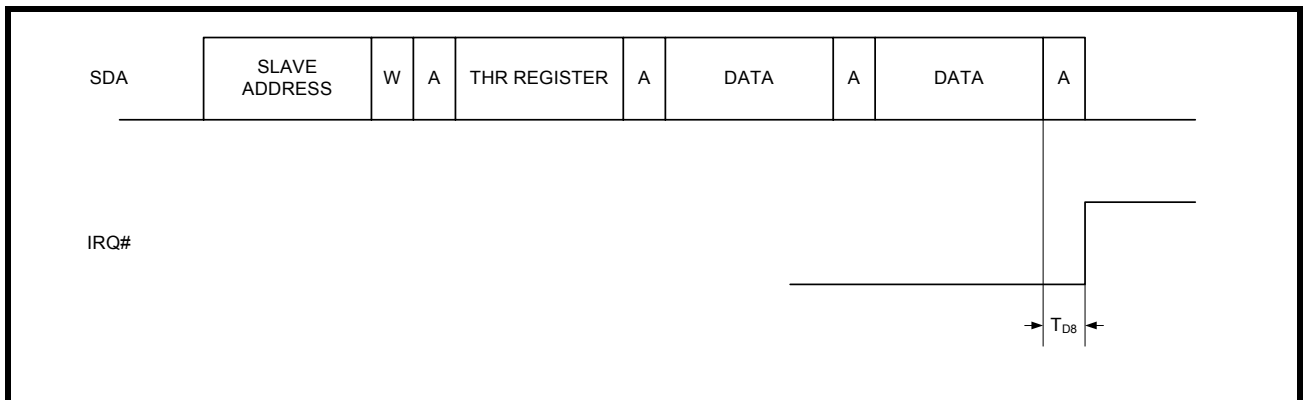 SDA
SLAVE
ADDRESS
W
A
THR REGISTER
A
DATA
A
DATA
A
IRQ#
TD8